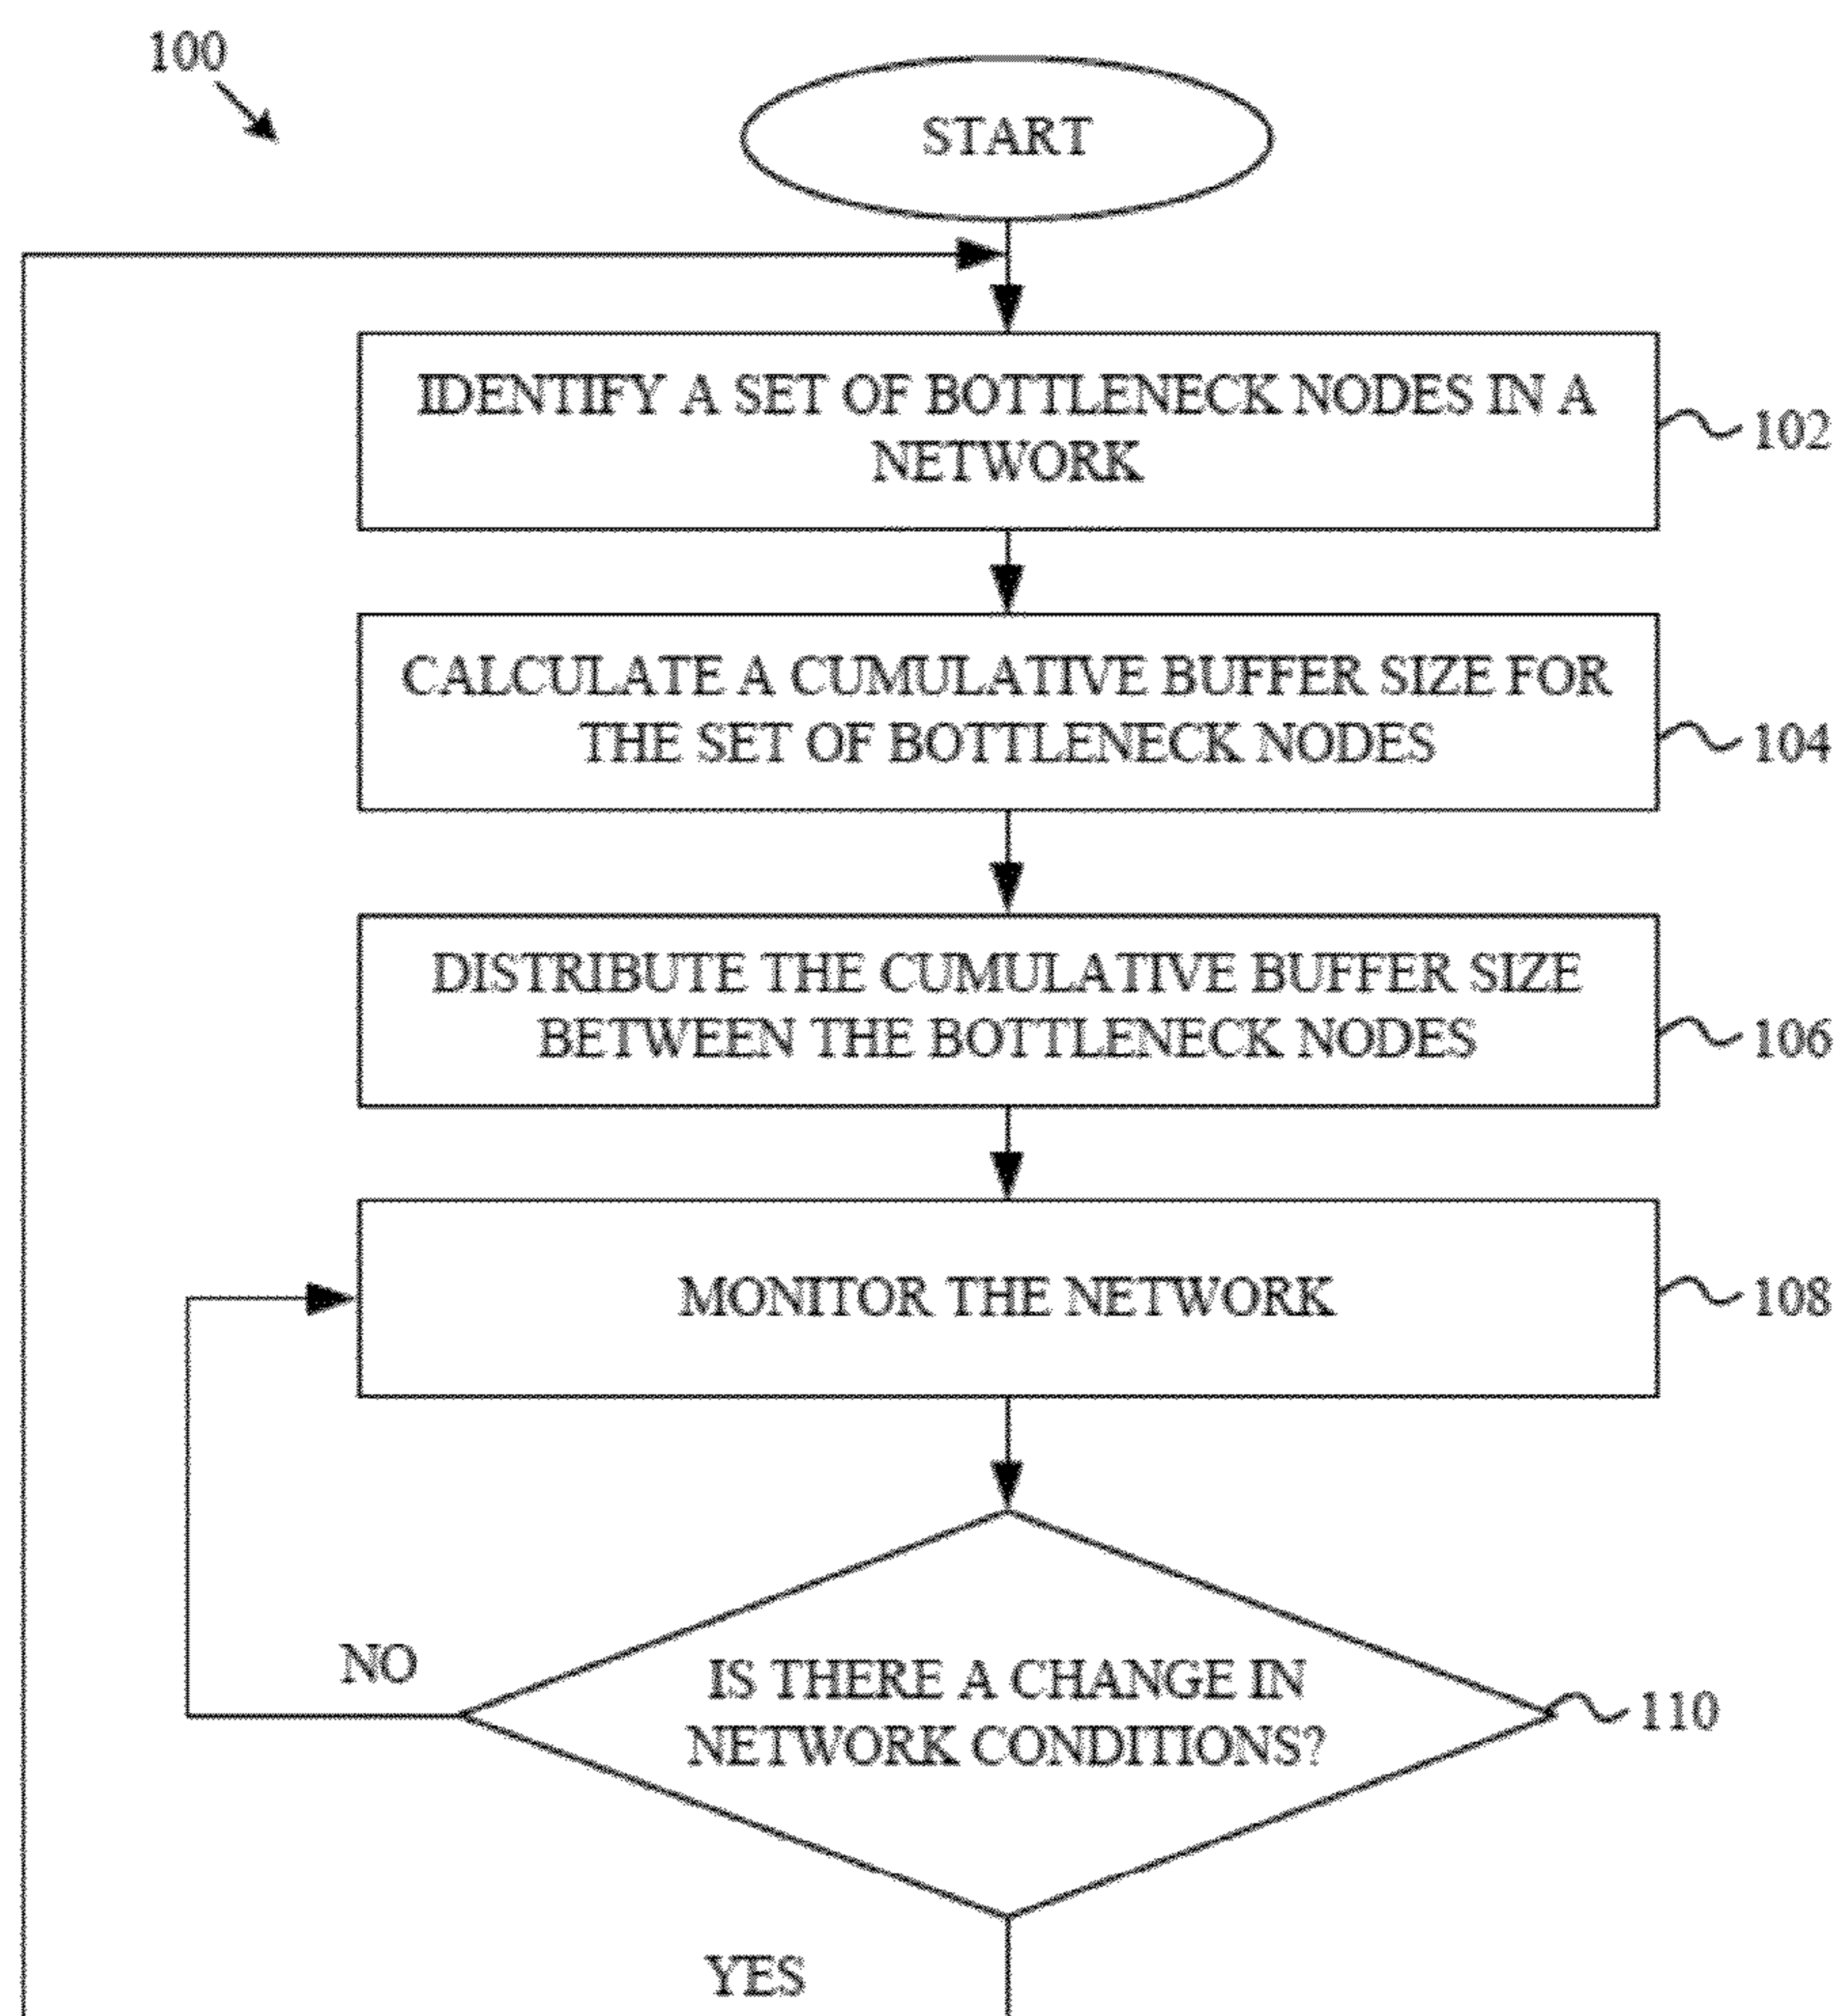 100
START
IDENTIFY A SET OF BOTTLENECK NODES IN A
NETWORK
102
CALCULATE A CUMULATIVE BUFFER SIZE FOR
THE SET OF BOTTLENECK NODES
104
DISTRIBUTE THE CUMULATIVE BUFFER SIZE
BETWEEN THE BOTTLENECK NODES
106
MONITOR THE NETWORK
108
NO
IS THERE A CHANGE IN
NETWORK CONDITIONS?
110
YES